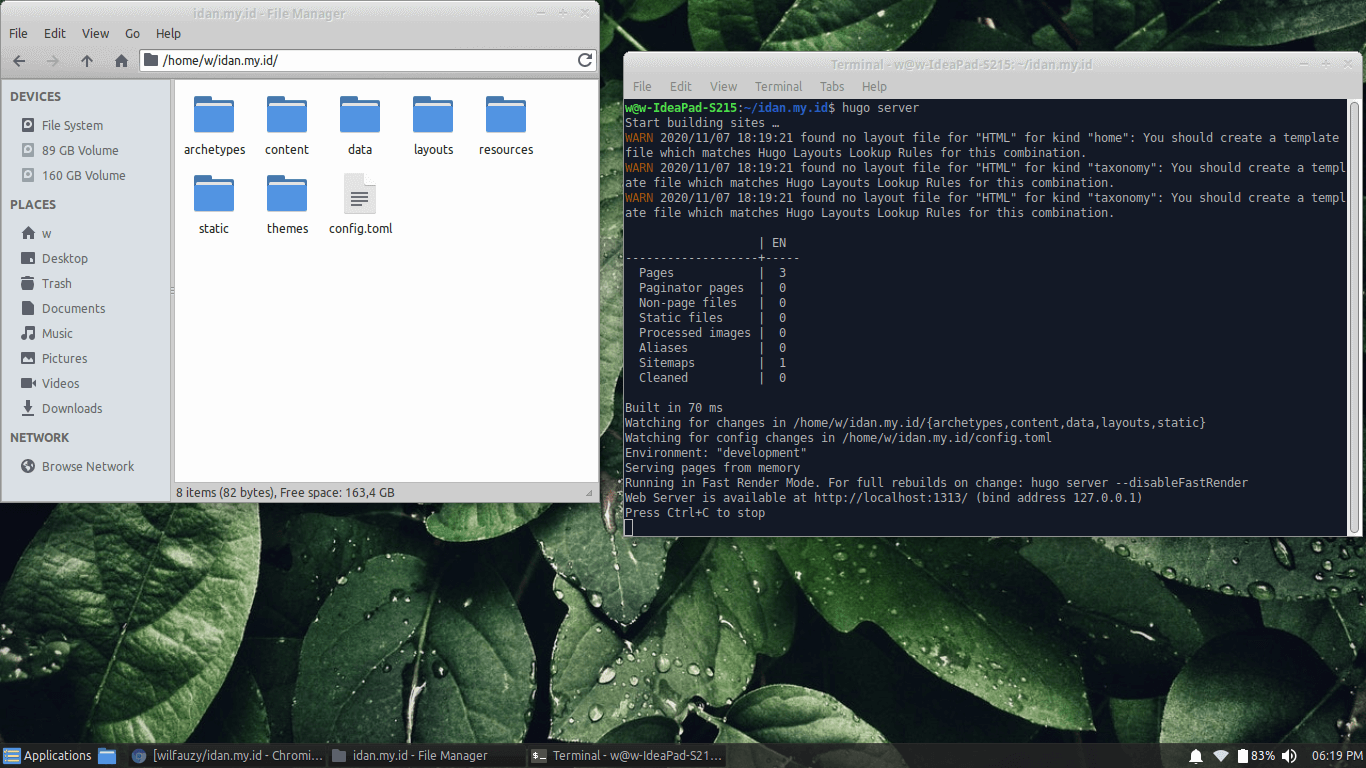 idan.my.id - File Manager
File Edit View Go Help
/home/w/idan.my.id/
DEVICES
File System
89 GB Volume
160 GB Volume
PLACES
w
Desktop
Trash
Documents
Music
Pictures
Videos
Downloads
NETWORK
Browse Network
archetypes content data layouts resources
static themes config.toml
8 items (82 bytes), Free space: 163,4 GB
Terminal - w@w-IdeaPad-S215: ~/idan.my.id
File Edit View Terminal Tabs Help
w@w-IdeaPad-S215:~/idan.my.id$ hugo server
Start building sites …
WARN 2020/11/07 18:19:21 found no layout file for "HTML" for kind "home": You should create a template
file which matches Hugo Layouts Lookup Rules for this combination.
WARN 2020/11/07 18:19:21 found no layout file for "HTML" for kind "taxonomy": You should create a templ
ate file which matches Hugo Layouts Lookup Rules for this combination.
WARN 2020/11/07 18:19:21 found no layout file for "HTML" for kind "taxonomy": You should create a templ
ate file which matches Hugo Layouts Lookup Rules for this combination.
| EN
-------------------+-----
Pages | 3
Paginator pages | 0
Non-page files | 0
Static files | 0
Processed images | 0
Aliases | 0
Sitemaps | 1
Cleaned | 0
Built in 70 ms
Watching for changes in /home/w/idan.my.id/{archetypes,content,data,layouts,static}
Watching for config changes in /home/w/idan.my.id/config.toml
Environment: "development"
Serving pages from memory
Running in Fast Render Mode. For full rebuilds on change: hugo server --disableFastRender
Web Server is available at http://localhost:1313/ (bind address 127.0.0.1)
Press Ctrl+C to stop
Applications [wilfauzy/idan.my.id - Chromi... idan.my.id - File Manager Terminal - w@w-IdeaPad-S21... 83% 06:19 PM